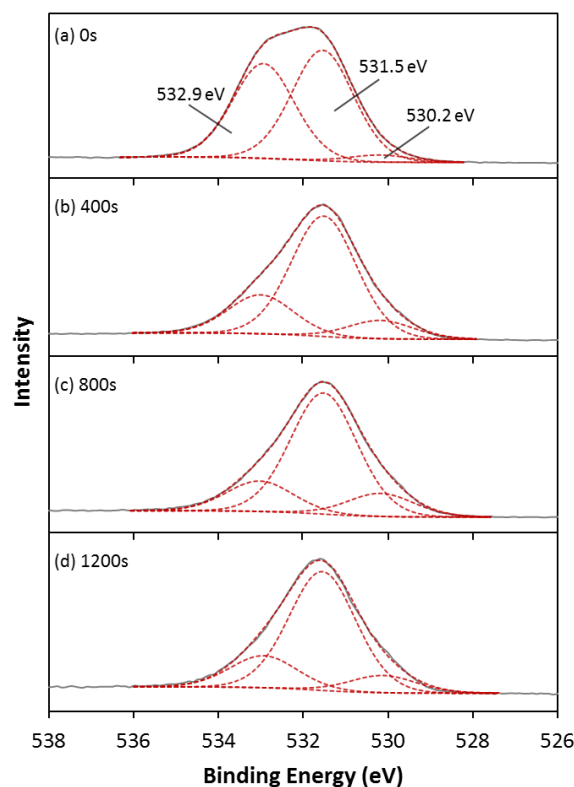 (a) 0s
532.9 eV
531.5 eV
530.2 eV
(b) 400s
(c) 800s
(d) 1200s
Intensity
538 536 534 532 530 528 526
Binding Energy (eV)